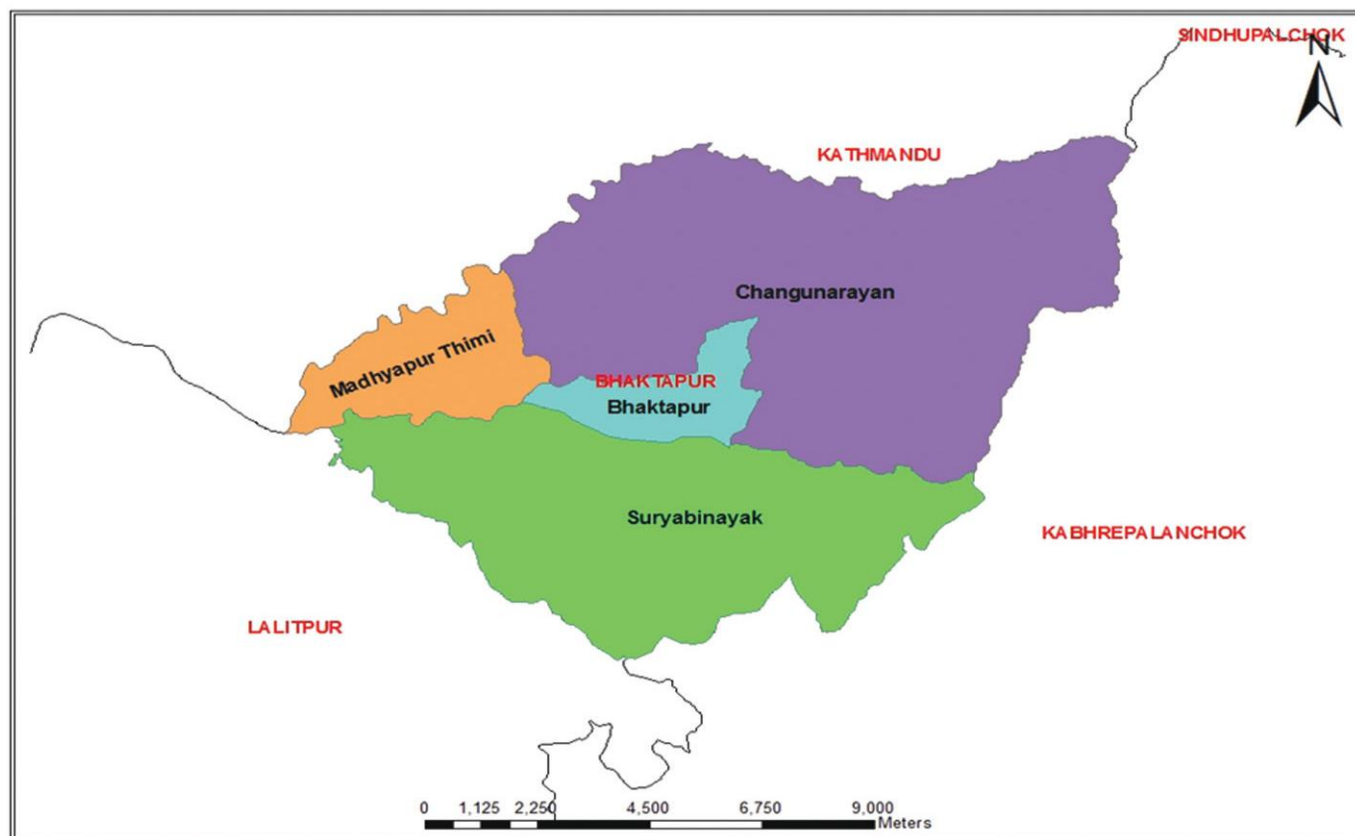 SINDHUPALCHOK
N
KATHMANDU
Changunarayan
Madhyapur Thimi
BHAKTAPUR
Bhaktapur
Suryabinayak
KABHREPALANCHOK
LALITPUR
0 1,125 2,250 4,500 6,750 9,000
Meters